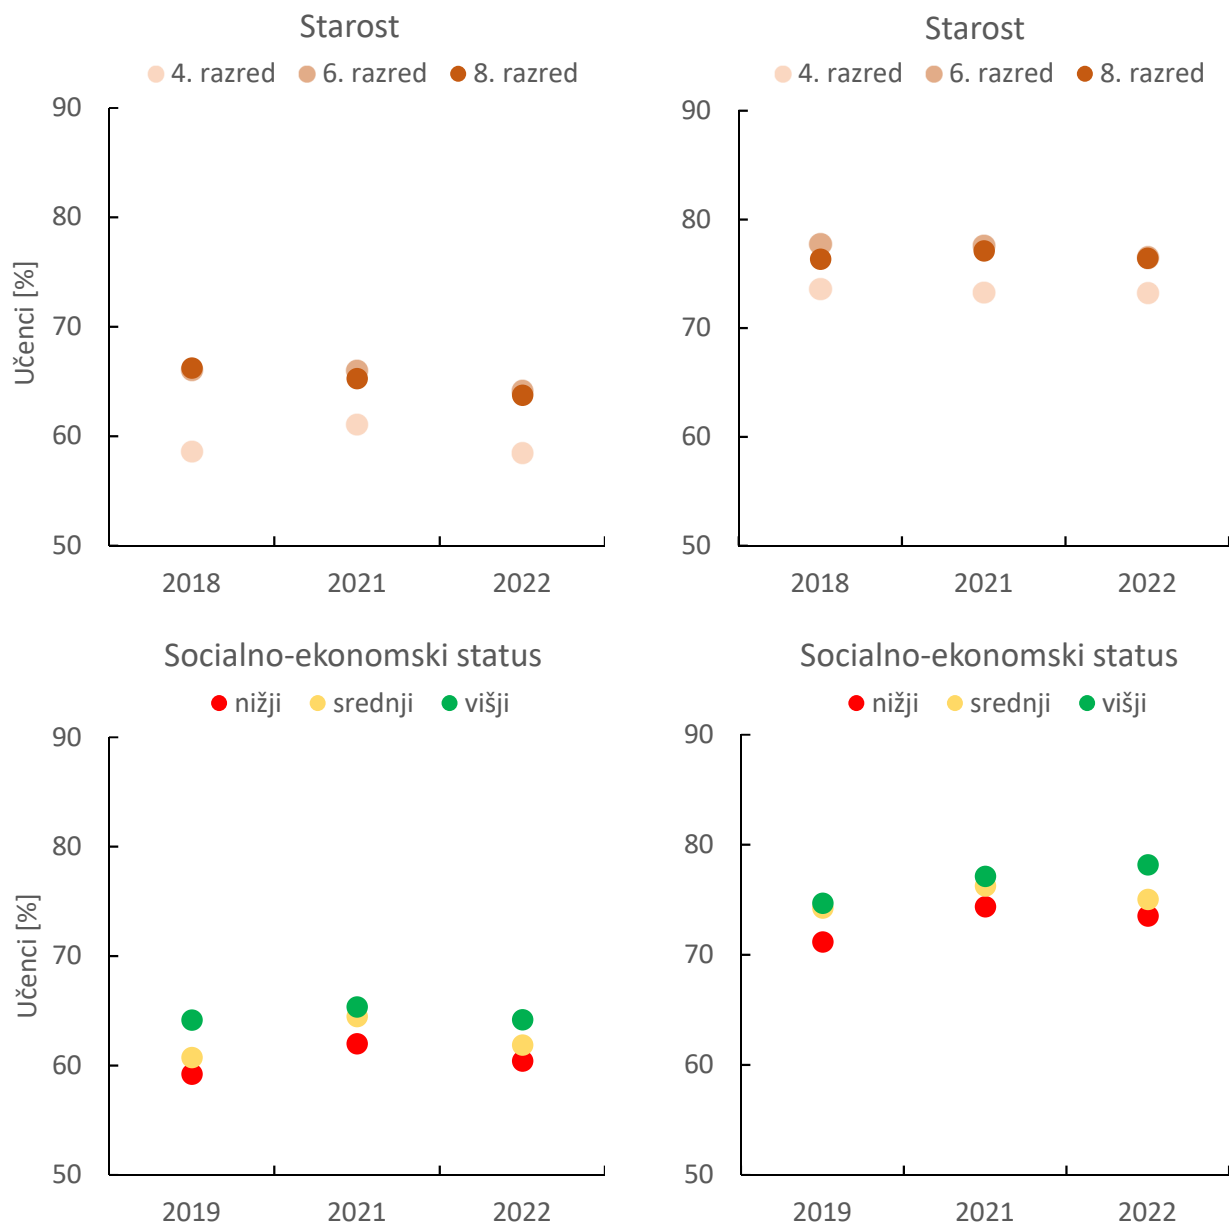 Starost
4. razred 6. razred 8. razred
90
80
70
60
50
Učenci [%]
2018 2021 2022
Starost
4. razred 6. razred 8. razred
90
80
70
60
50
2018 2021 2022
Socialno-ekonomski status
nižji srednji višji
90
80
70
60
50
Učenci [%]
2019 2021 2022
Socialno-ekonomski status
nižji srednji višji
90
80
70
60
50
2019 2021 2022